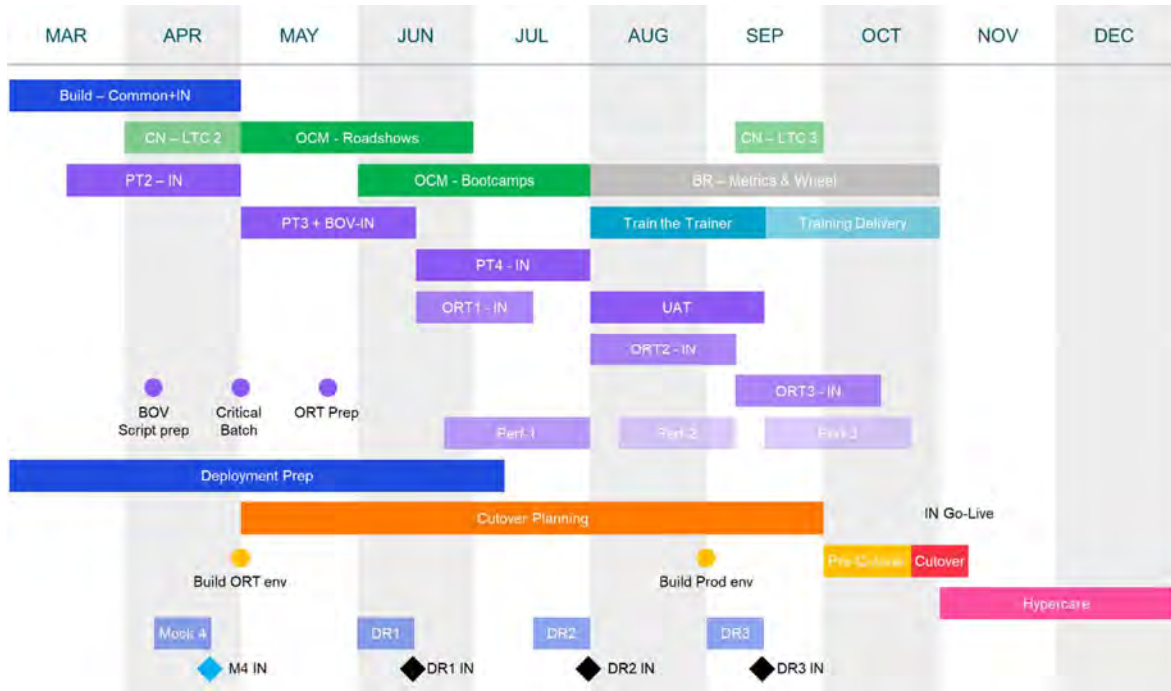 MAR APR MAY JUN JUL AUG SEP OCT NOV DEC
Build – Common+IN
CN – LTC 2
OCM - Roadshows
CN – LTC 3
PT2 – IN
OCM - Bootcamps
BR – Metrics & Wheel
PT3 + BOV-IN
Train the Trainer
Training Delivery
PT4 - IN
ORT1 - IN
UAT
ORT2 - IN
ORT3 - IN
BOV
Script prep
Critical
Batch
ORT Prep
Perf-1
Perf-2
Perf-3
Deployment Prep
Cutover Planning
IN Go-Live
Build ORT env
Build Prod env
Pre-Cutover
Cutover
Hypercare
Mock 4
DR1
DR2
DR3
M4 IN
DR1 IN
DR2 IN
DR3 IN